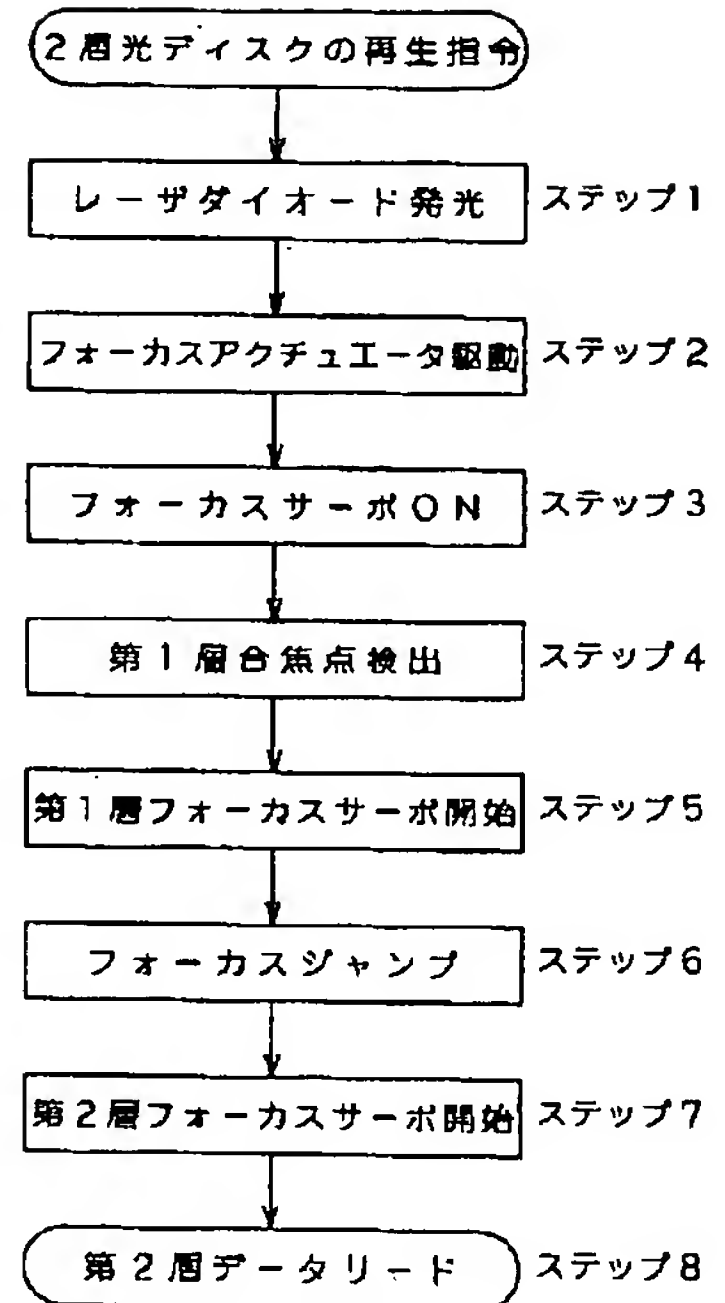 2層光ディスクの再生指令
レーザダイオード発光 ステップ1
フォーカスアクチュエータ駆動 ステップ2
フォーカスサーボON ステップ3
第1層合焦点検出 ステップ4
第1層フォーカスサーボ開始 ステップ5
フォーカスジャンプ ステップ6
第2層フォーカスサーボ開始 ステップ7
第2層データリード ステップ8